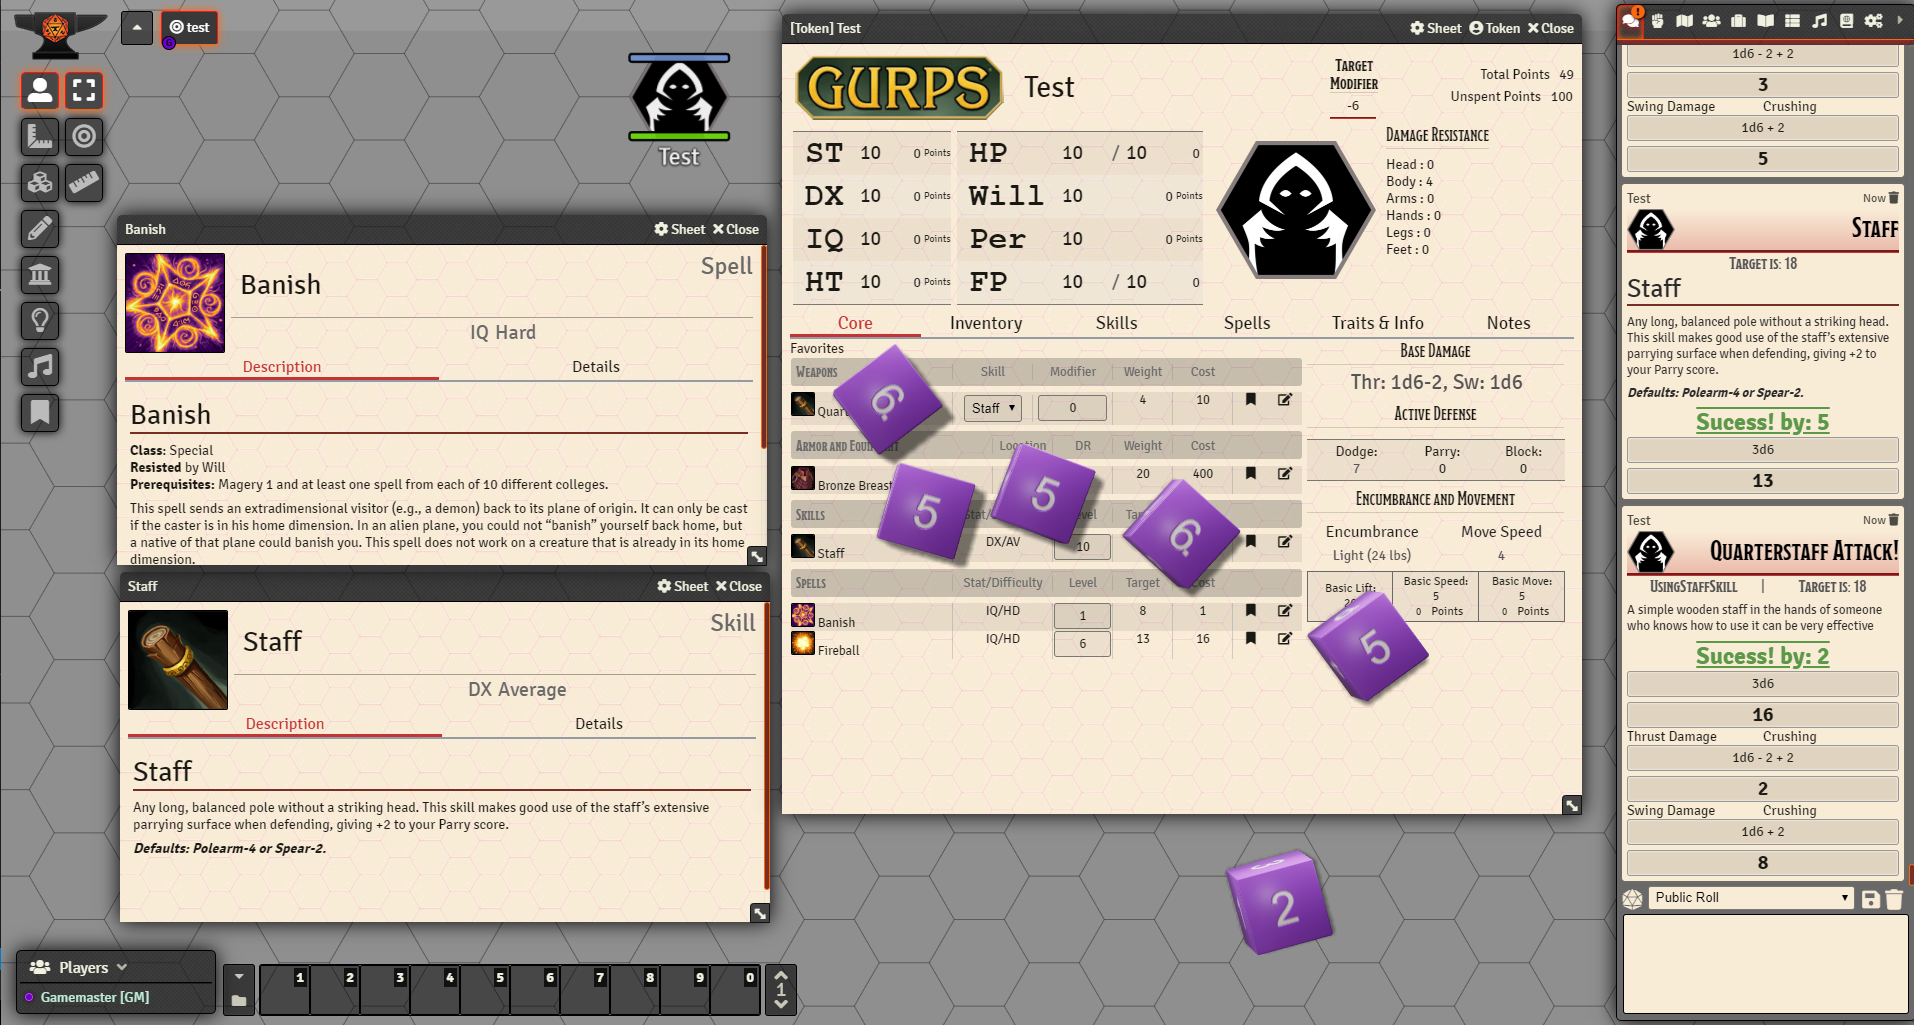 test
G
Test
Banish
Sheet Close
Banish
Spell
IQ Hard
Description Details
Banish
Class: Special
Resisted by Will
Prerequisites: Magery 1 and at least one spell from each of 10 different colleges.
This spell sends an extradimensional visitor (e.g., a demon) back to its plane of origin. It can only be cast
if the caster is in his home dimension. In an alien plane, you could not “banish” yourself back home, but
a native of that plane could banish you. This spell does not work on a creature that is already in its home
dimension.
Staff
Sheet Close
Staff
Skill
DX Average
Description Details
Staff
Any long, balanced pole without a striking head. This skill makes good use of the staff’s extensive
parrying surface when defending, giving +2 to your Parry score.
Defaults: Polearm-4 or Spear-2.
Players
Gamemaster [GM]
1 2 3 4 5 6 7 8 9 0
1
[Token] Test
Sheet Token Close
GURPS
Test
Target
Modifier
-6
Total Points 49
Unspent Points 100
ST 10 0 Points HP 10 / 10 0
DX 10 0 Points Will 10 0 Points
IQ 10 0 Points Per 10 0 Points
HT 10 0 Points FP 10 / 10 0
Damage Resistance
Head : 0
Body : 4
Arms : 0
Hands : 0
Legs : 0
Feet : 0
Core Inventory Skills Spells Traits & Info Notes
Favorites
Weapons Skill Modifier Weight Cost
Staff 0 4 10
Armor and DR Weight Cost
Bronze 20 400
Skills
Staff DX/AV 10
Spells Stat/Difficulty Level Target
Banish IQ/HD 1 8 1
Fireball IQ/HD 6 13 16
Base Damage
Thr: 1d6-2, Sw: 1d6
Active Defense
Dodge: Parry: Block:
7 0 0
Encumbrance and Movement
Encumbrance Move Speed
Light (24 lbs) 4
Basic Lift: Basic Speed: Basic Move:
5 5
0 Points 0 Points
6
5
5
6
5
2
1d6 - 2 + 2
3
Swing Damage Crushing
1d6 + 2
5
Test Now
Staff
Target is: 18
Staff
Any long, balanced pole without a striking head.
This skill makes good use of the staff’s extensive
parrying surface when defending, giving +2 to
your Parry score.
Defaults: Polearm-4 or Spear-2.
Sucess! by: 5
3d6
13
Test Now
Quarterstaff Attack!
UsingStaffSkill | Target is: 18
A simple wooden staff in the hands of someone
who knows how to use it can be very effective
Sucess! by: 2
3d6
16
Thrust Damage Crushing
1d6 - 2 + 2
2
Swing Damage Crushing
1d6 + 2
8
Public Roll